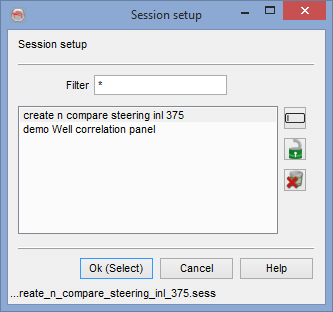 Session setup
Session setup
Filter *
create n compare steering inl 375
demo Well correlation panel
Ok (Select) Cancel Help
...reate_n_compare_steering_inl_375.sess